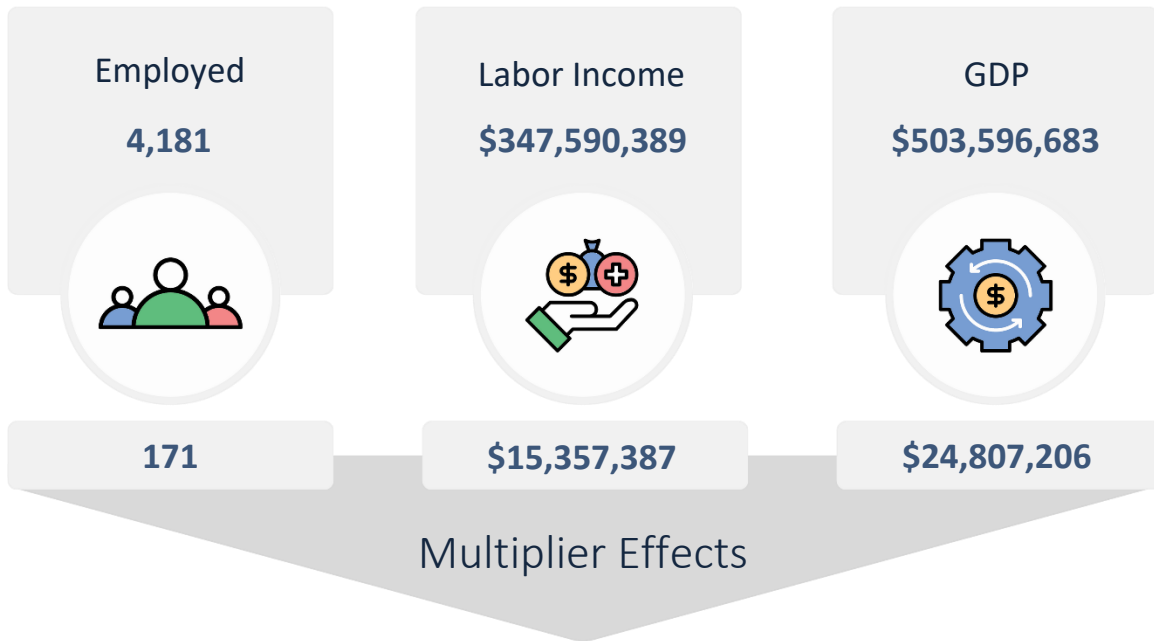 Employed
4,181
Labor Income
$347,590,389
GDP
$503,596,683
$
$
171
$15,357,387
$24,807,206
Multiplier Effects